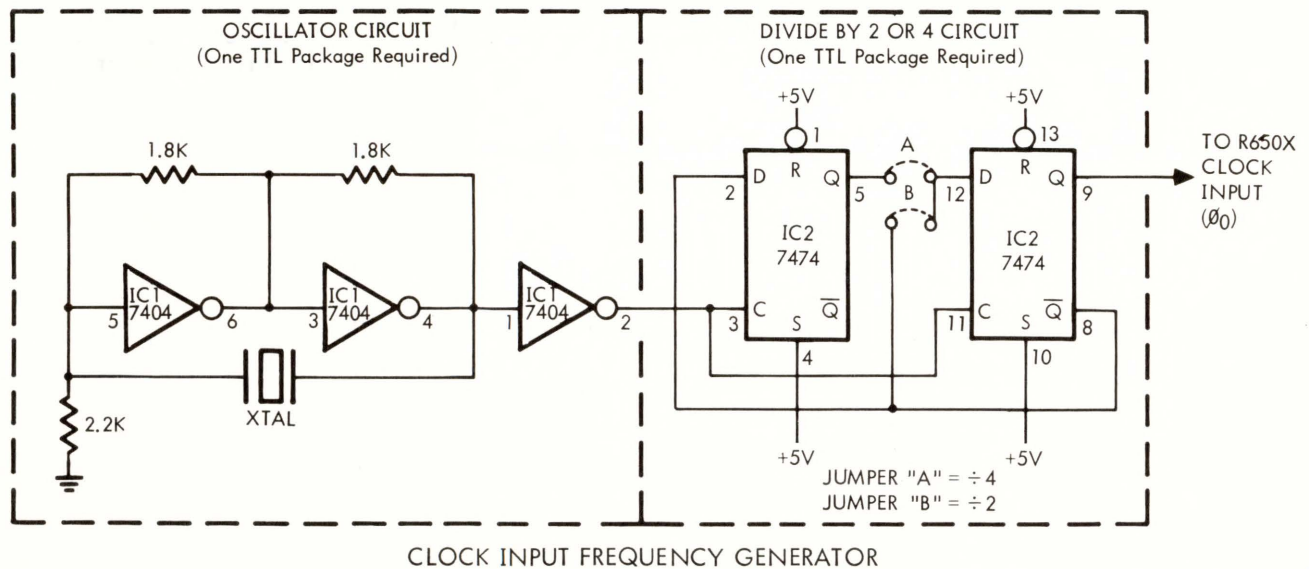 OSCILLATOR CIRCUIT
(One TTL Package Required)
DIVIDE BY 2 OR 4 CIRCUIT
(One TTL Package Required)
1.8K
1.8K
IC1
7404
5
6
IC1
7404
3
4
IC1
7404
1
2
XTAL
2.2K
+5V
1
2
D
R
Q
5
IC2
7474
3
C
S
Q
4
+5V
A
B
+5V
13
12
D
R
Q
9
IC2
7474
11
C
S
Q
8
10
+5V
TO R650X
CLOCK
INPUT
(Ø0)
JUMPER "A" = ÷4
JUMPER "B" = ÷2
CLOCK INPUT FREQUENCY GENERATOR